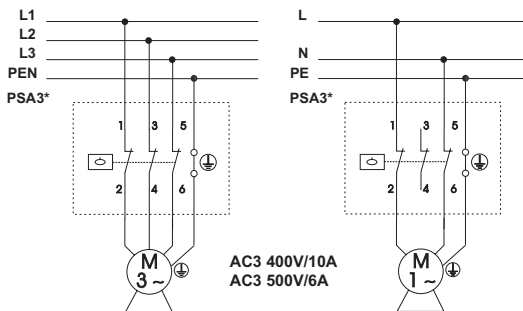 L1
L2
L3
PEN
PSA3*
1 3 5
2 4 6
M
3 ~
L
N
PE
PSA3*
1 3 5
2 4 6
M
1 ~
AC3 400V/10A
AC3 500V/6A